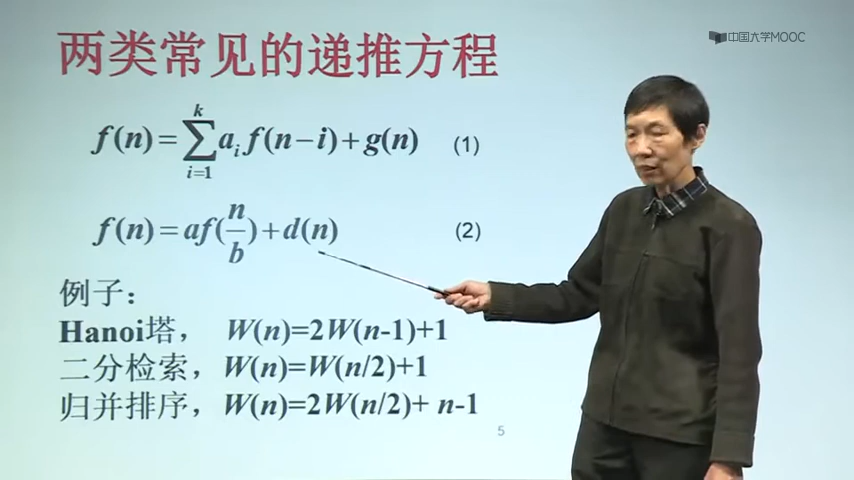 中国大学MOOC
两类常见的递推方程
f(n)=∑_{i=1}^{k} a_i f(n-i)+g(n) (1)
f(n)=af(n/b)+d(n) (2)
例子：
Hanoi塔， W(n)=2W(n-1)+1
二分检索，W(n)=W(n/2)+1
归并排序，W(n)=2W(n/2)+ n-1
5